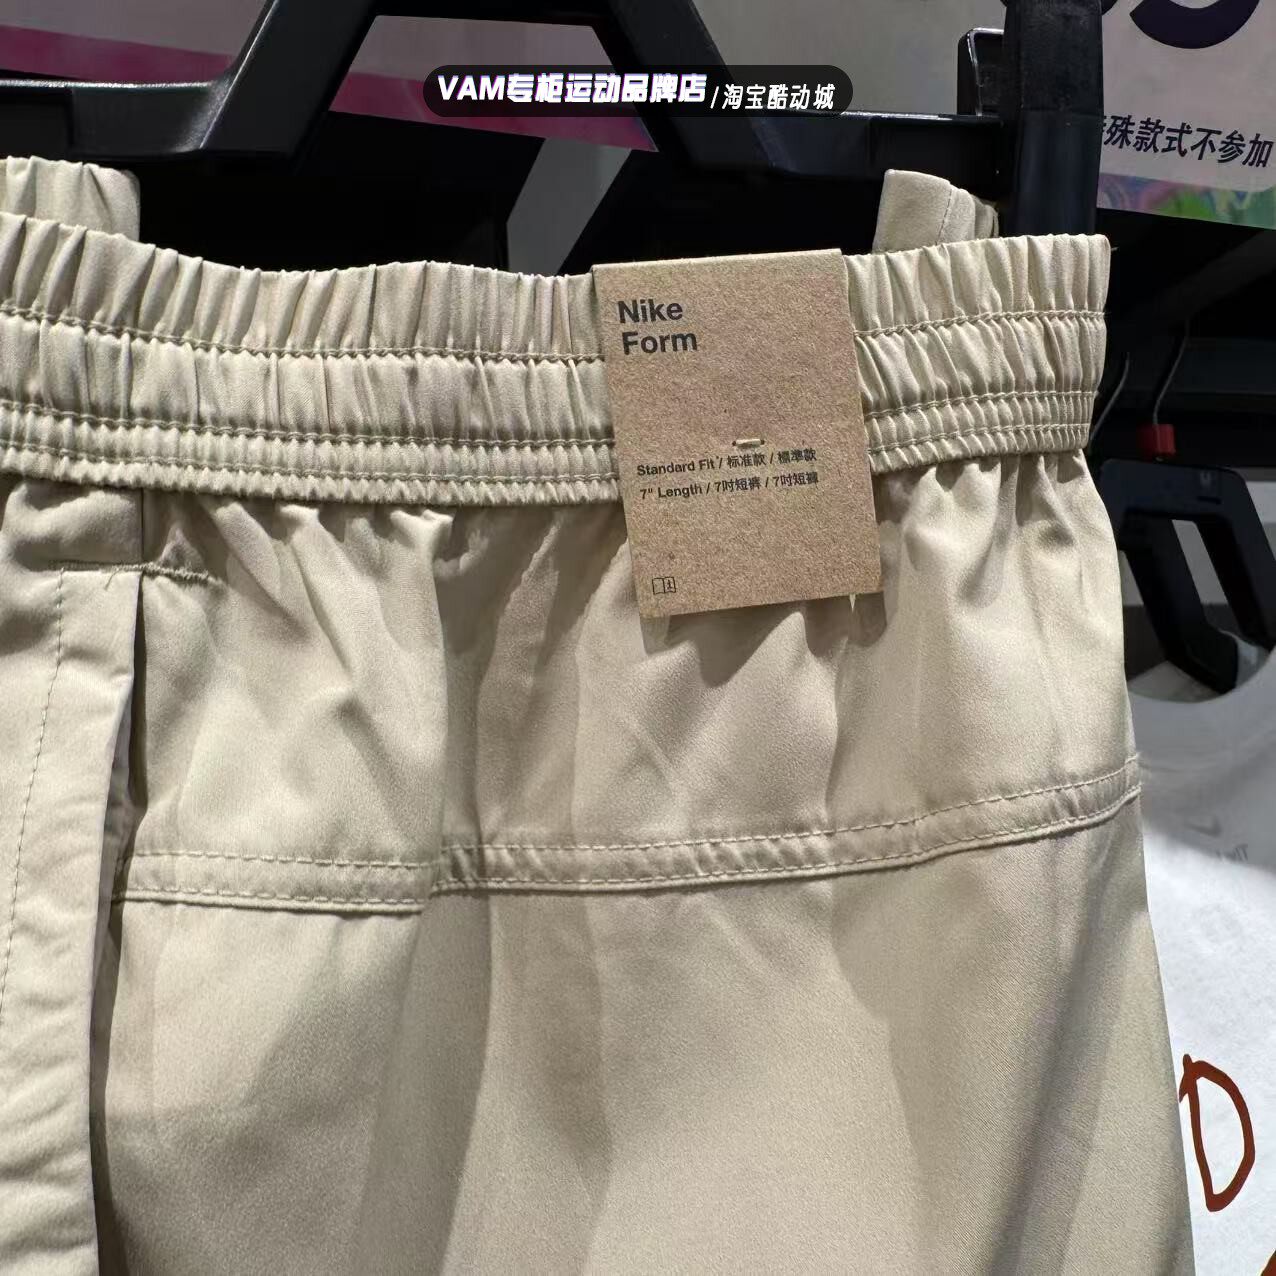 VAM专柜运动品牌店/淘宝酷动城
殊款式不参加
Nike
Form
Standard Fit / 标准款 / 標準款
7" Length / 7吋短裤 / 7吋短褲
D